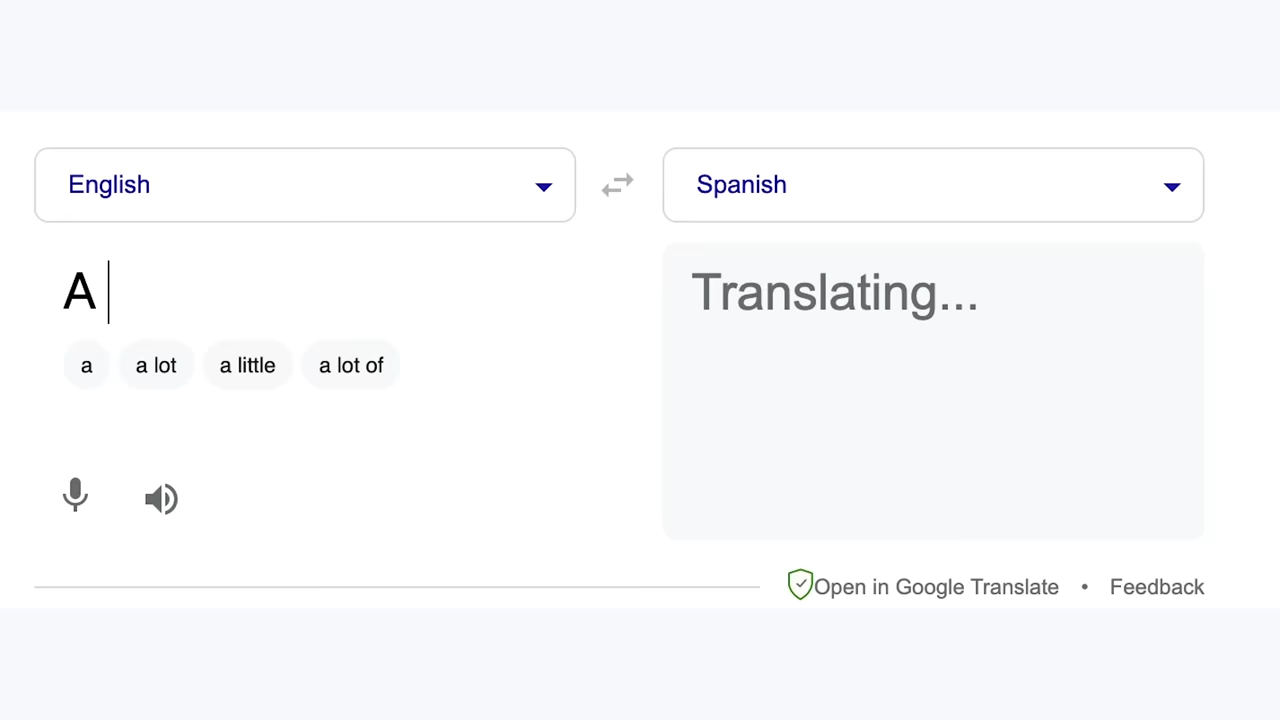 English
Spanish
A
Translating...
a
a lot
a little
a lot of
Open in Google Translate • Feedback